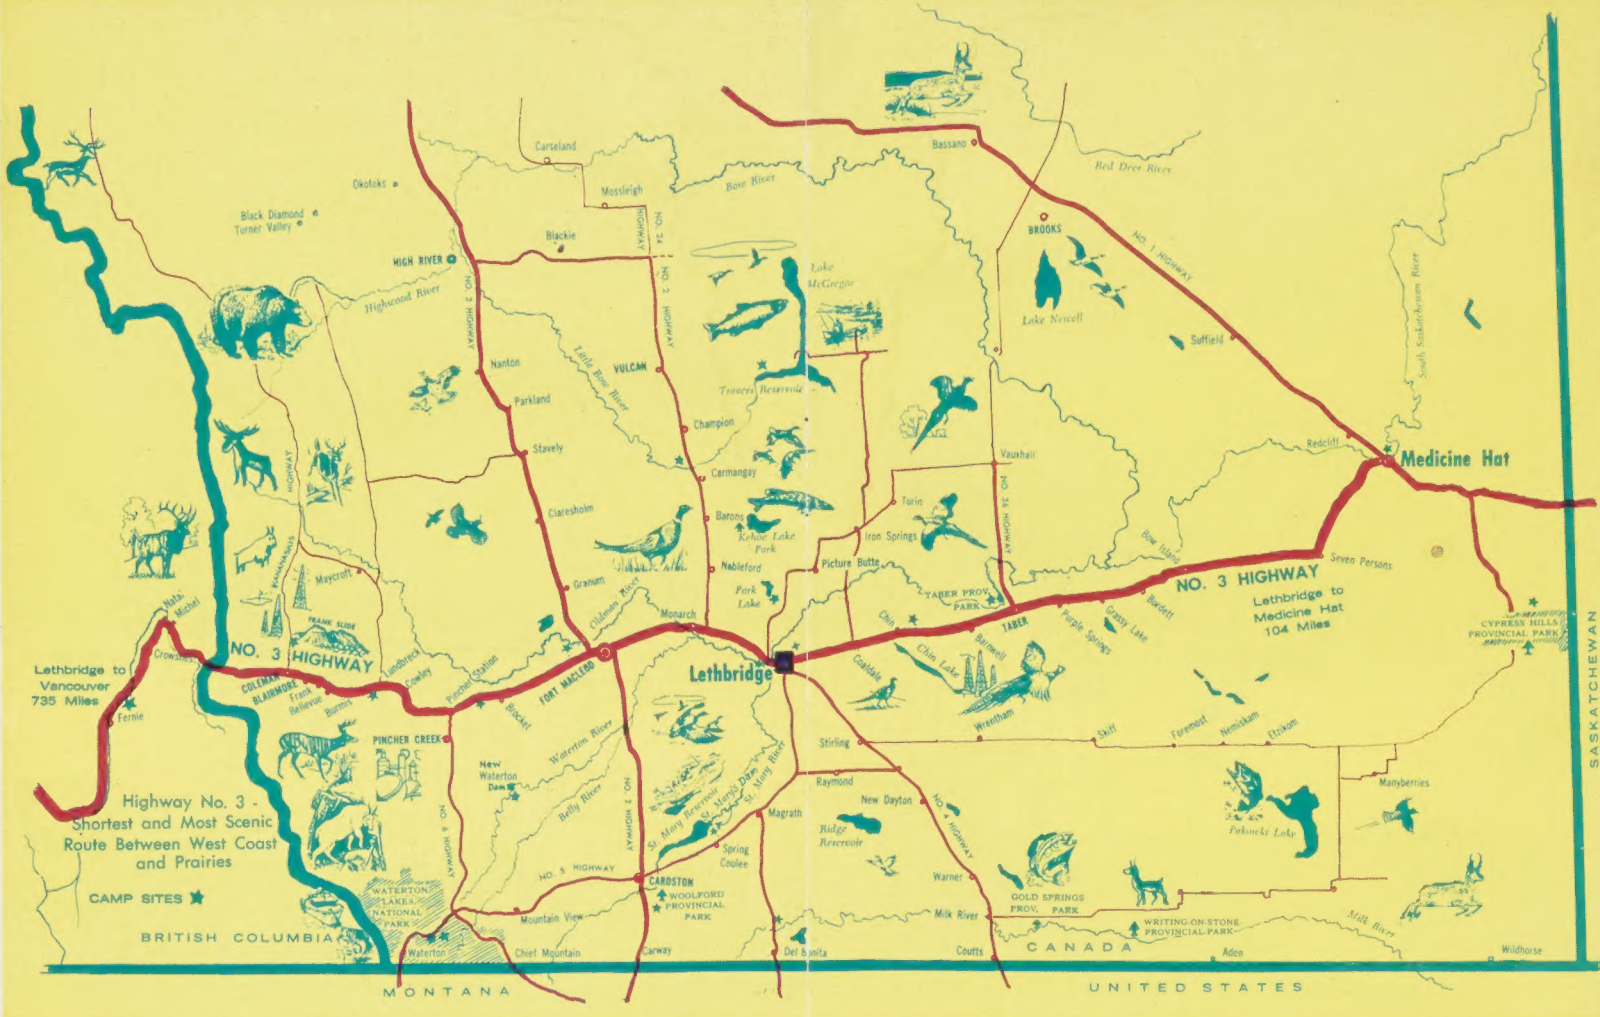 Carseland
Bassano
Red Deer River
Okotoks
Bow River
Mossleigh
Black Diamond
Turner Valley
HIGHWAY
NO. 24
BROOKS
Blackie
NO. 1 HIGHWAY
HIGH RIVER
Lake
McGregor
Highwood River
NO. 2 HIGHWAY
NO. 2 HIGHWAY
South Saskatchewan River
Lake Newell
Suffield
Nanton
Little Bow River
VULCAN
Travers Reservoir
Parkland
Champion
Stavely
Redcliff
Medicine Hat
Vauxhall
HIGHWAY
KANANASKIS
Carmangay
NO. 36 HIGHWAY
Turin
Claresholm
Barons
Kehoe Lake
Park
Iron Springs
Bow Island
Maycroft
Nobleford
Picture Butte
Seven Persons
NO. 3 HIGHWAY
Granum
Park
Lake
TABER PROV.
PARK
Lethbridge to
Medicine Hat
104 Miles
Natal
Michel
Oldman River
Monarch
Chin
TABER
Purple Springs
Grassy Lake
Burdett
FRANK SLIDE
CYPRESS HILLS
PROVINCIAL PARK
SASKATCHEWAN
Crowsnest
NO. 3 HIGHWAY
Lundbreck
Cowley
Pincher Station
FORT MACLEOD
Lethbridge
Coaldale
Chin Lake
Barnwell
Lethbridge to
Vancouver
735 Miles
COLEMAN
BLAIRMORE
Frank
Bellevue
Burmis
Brocket
Fernie
Wrentham
Skiff
Foremost
Nemiskam
Etzikom
PINCHER CREEK
Waterton River
Stirling
New
Waterton
Dam
Belly River
St. Mary's Dam
St. Mary River
St. Mary Reservoir
Raymond
Manyberries
Highway No. 3 -
Shortest and Most Scenic
Route Between West Coast
and Prairies
NO. 6 HIGHWAY
NO. 2 HIGHWAY
Magrath
New Dayton
NO. 4 HIGHWAY
Ridge
Reservoir
Pakowki Lake
Spring
Coulee
NO. 5 HIGHWAY
CARDSTON
Warner
CAMP SITES
WATERTON
LAKES
NATIONAL
PARK
WOOLFORD
PROVINCIAL
PARK
GOLD SPRINGS
PROV. PARK
Mountain View
Milk River
WRITING-ON-STONE
PROVINCIAL PARK
Milk River
BRITISH COLUMBIA
CANADA
Waterton
Chief Mountain
Carway
Del Bonita
Coutts
Aden
Wildhorse
MONTANA
UNITED STATES